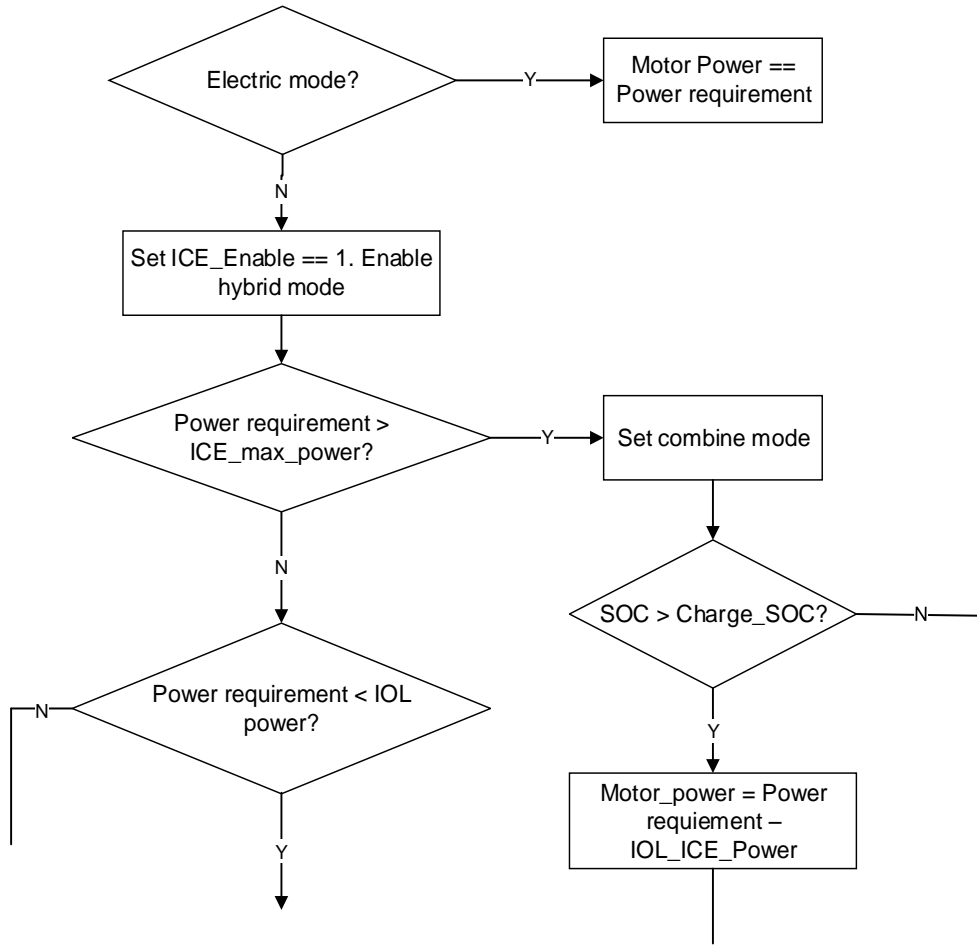 Electric mode?
Y
Motor Power ==
Power requirement
N
Set ICE_Enable == 1. Enable
hybrid mode
Power requirement >
ICE_max_power?
Y
Set combine mode
N
SOC > Charge_SOC?
N
Power requirement < IOL
power?
N
Y
Motor_power = Power
requiement –
IOL_ICE_Power
Y